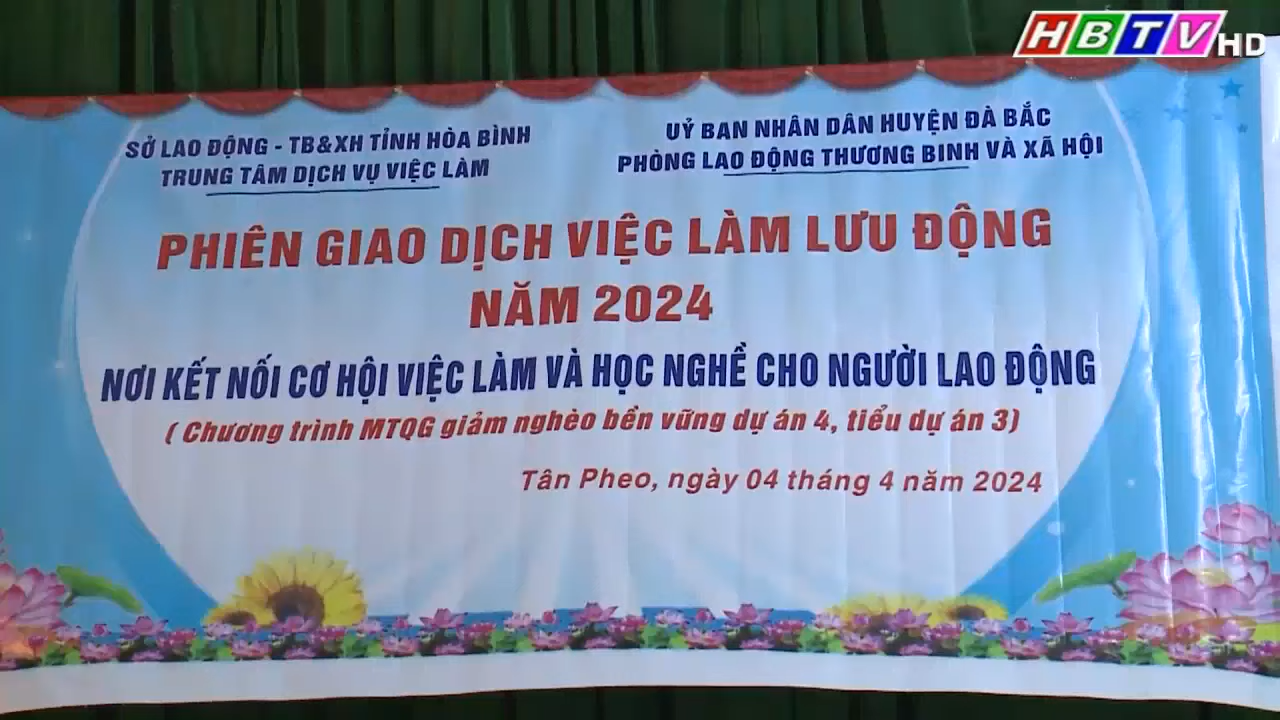 HBTV HD
SỞ LAO ĐỘNG - TB&XH TỈNH HÒA BÌNH
TRUNG TÂM DỊCH VỤ VIỆC LÀM
UỶ BAN NHÂN DÂN HUYỆN ĐÀ BẮC
PHÒNG LAO ĐỘNG THƯƠNG BINH VÀ XÃ HỘI
PHIÊN GIAO DỊCH VIỆC LÀM LƯU ĐỘNG
NĂM 2024
NƠI KẾT NỐI CƠ HỘI VIỆC LÀM VÀ HỌC NGHỀ CHO NGƯỜI LAO ĐỘNG
( Chương trình MTQG giảm nghèo bền vững dự án 4, tiểu dự án 3)
Tân Pheo, ngày 04 tháng 4 năm 2024